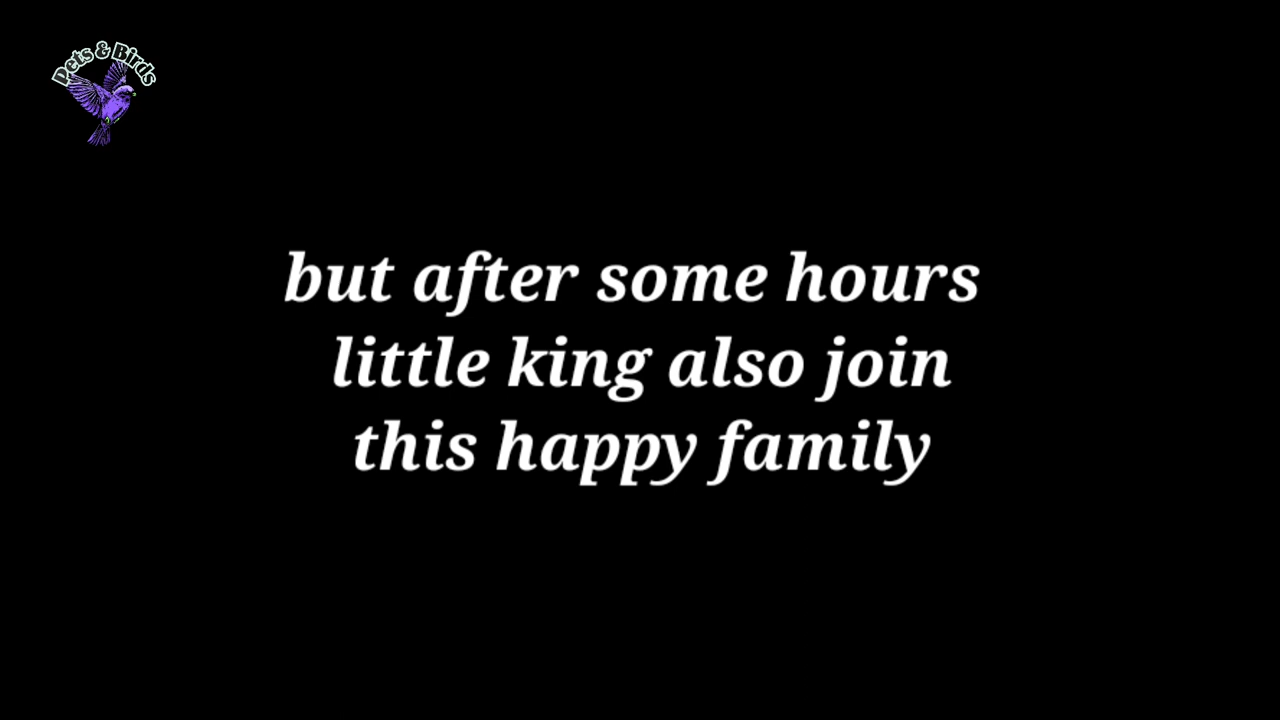 Pets & Birds
but after some hours
little king also join
this happy family